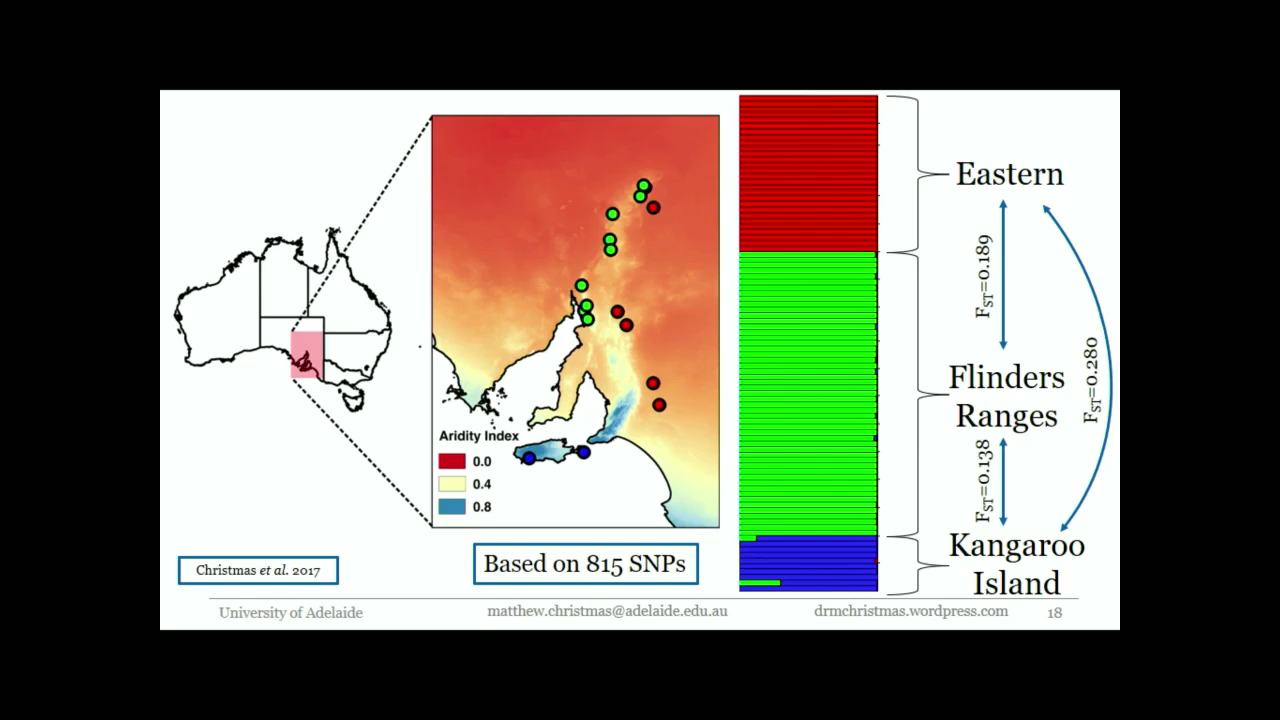 Aridity Index
0.0
0.4
0.8
Eastern
Flinders
Ranges
Kangaroo
Island
FST=0.189
FST=0.138
FST=0.280
Christmas et al. 2017
Based on 815 SNPs
University of Adelaide
matthew.christmas@adelaide.edu.au
drmchristmas.wordpress.com
18